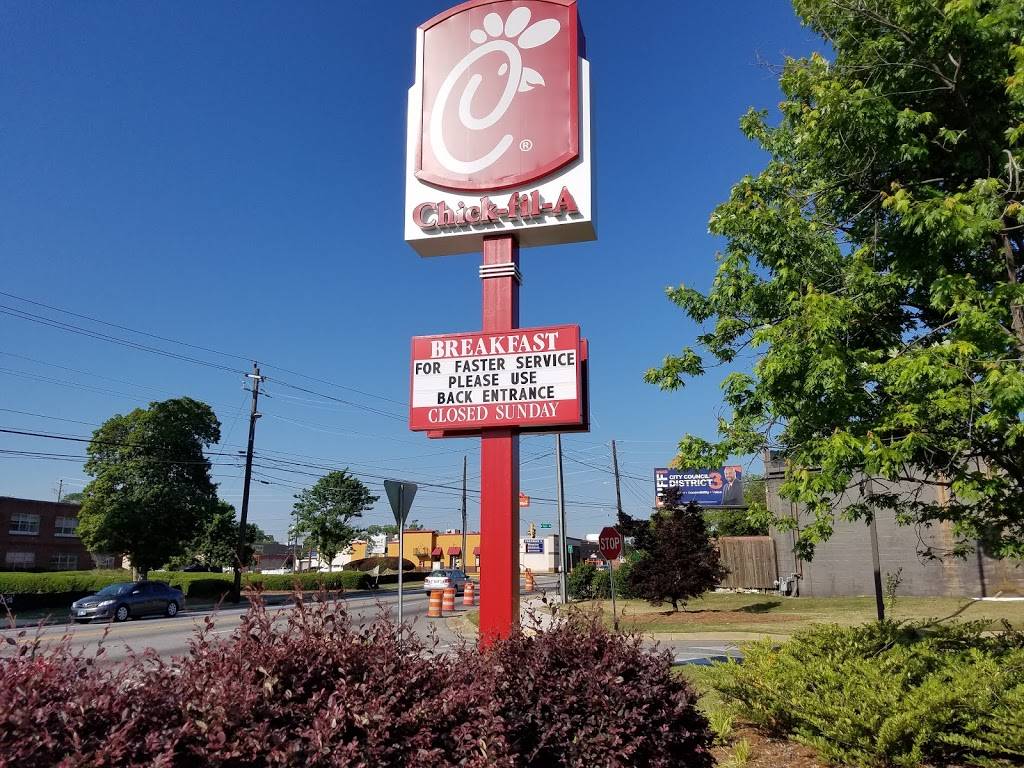 Chick-fil-A
®
BREAKFAST
FOR FASTER SERVICE
PLEASE USE
BACK ENTRANCE
CLOSED SUNDAY
CITY COUNCIL
DISTRICT 3
STOP